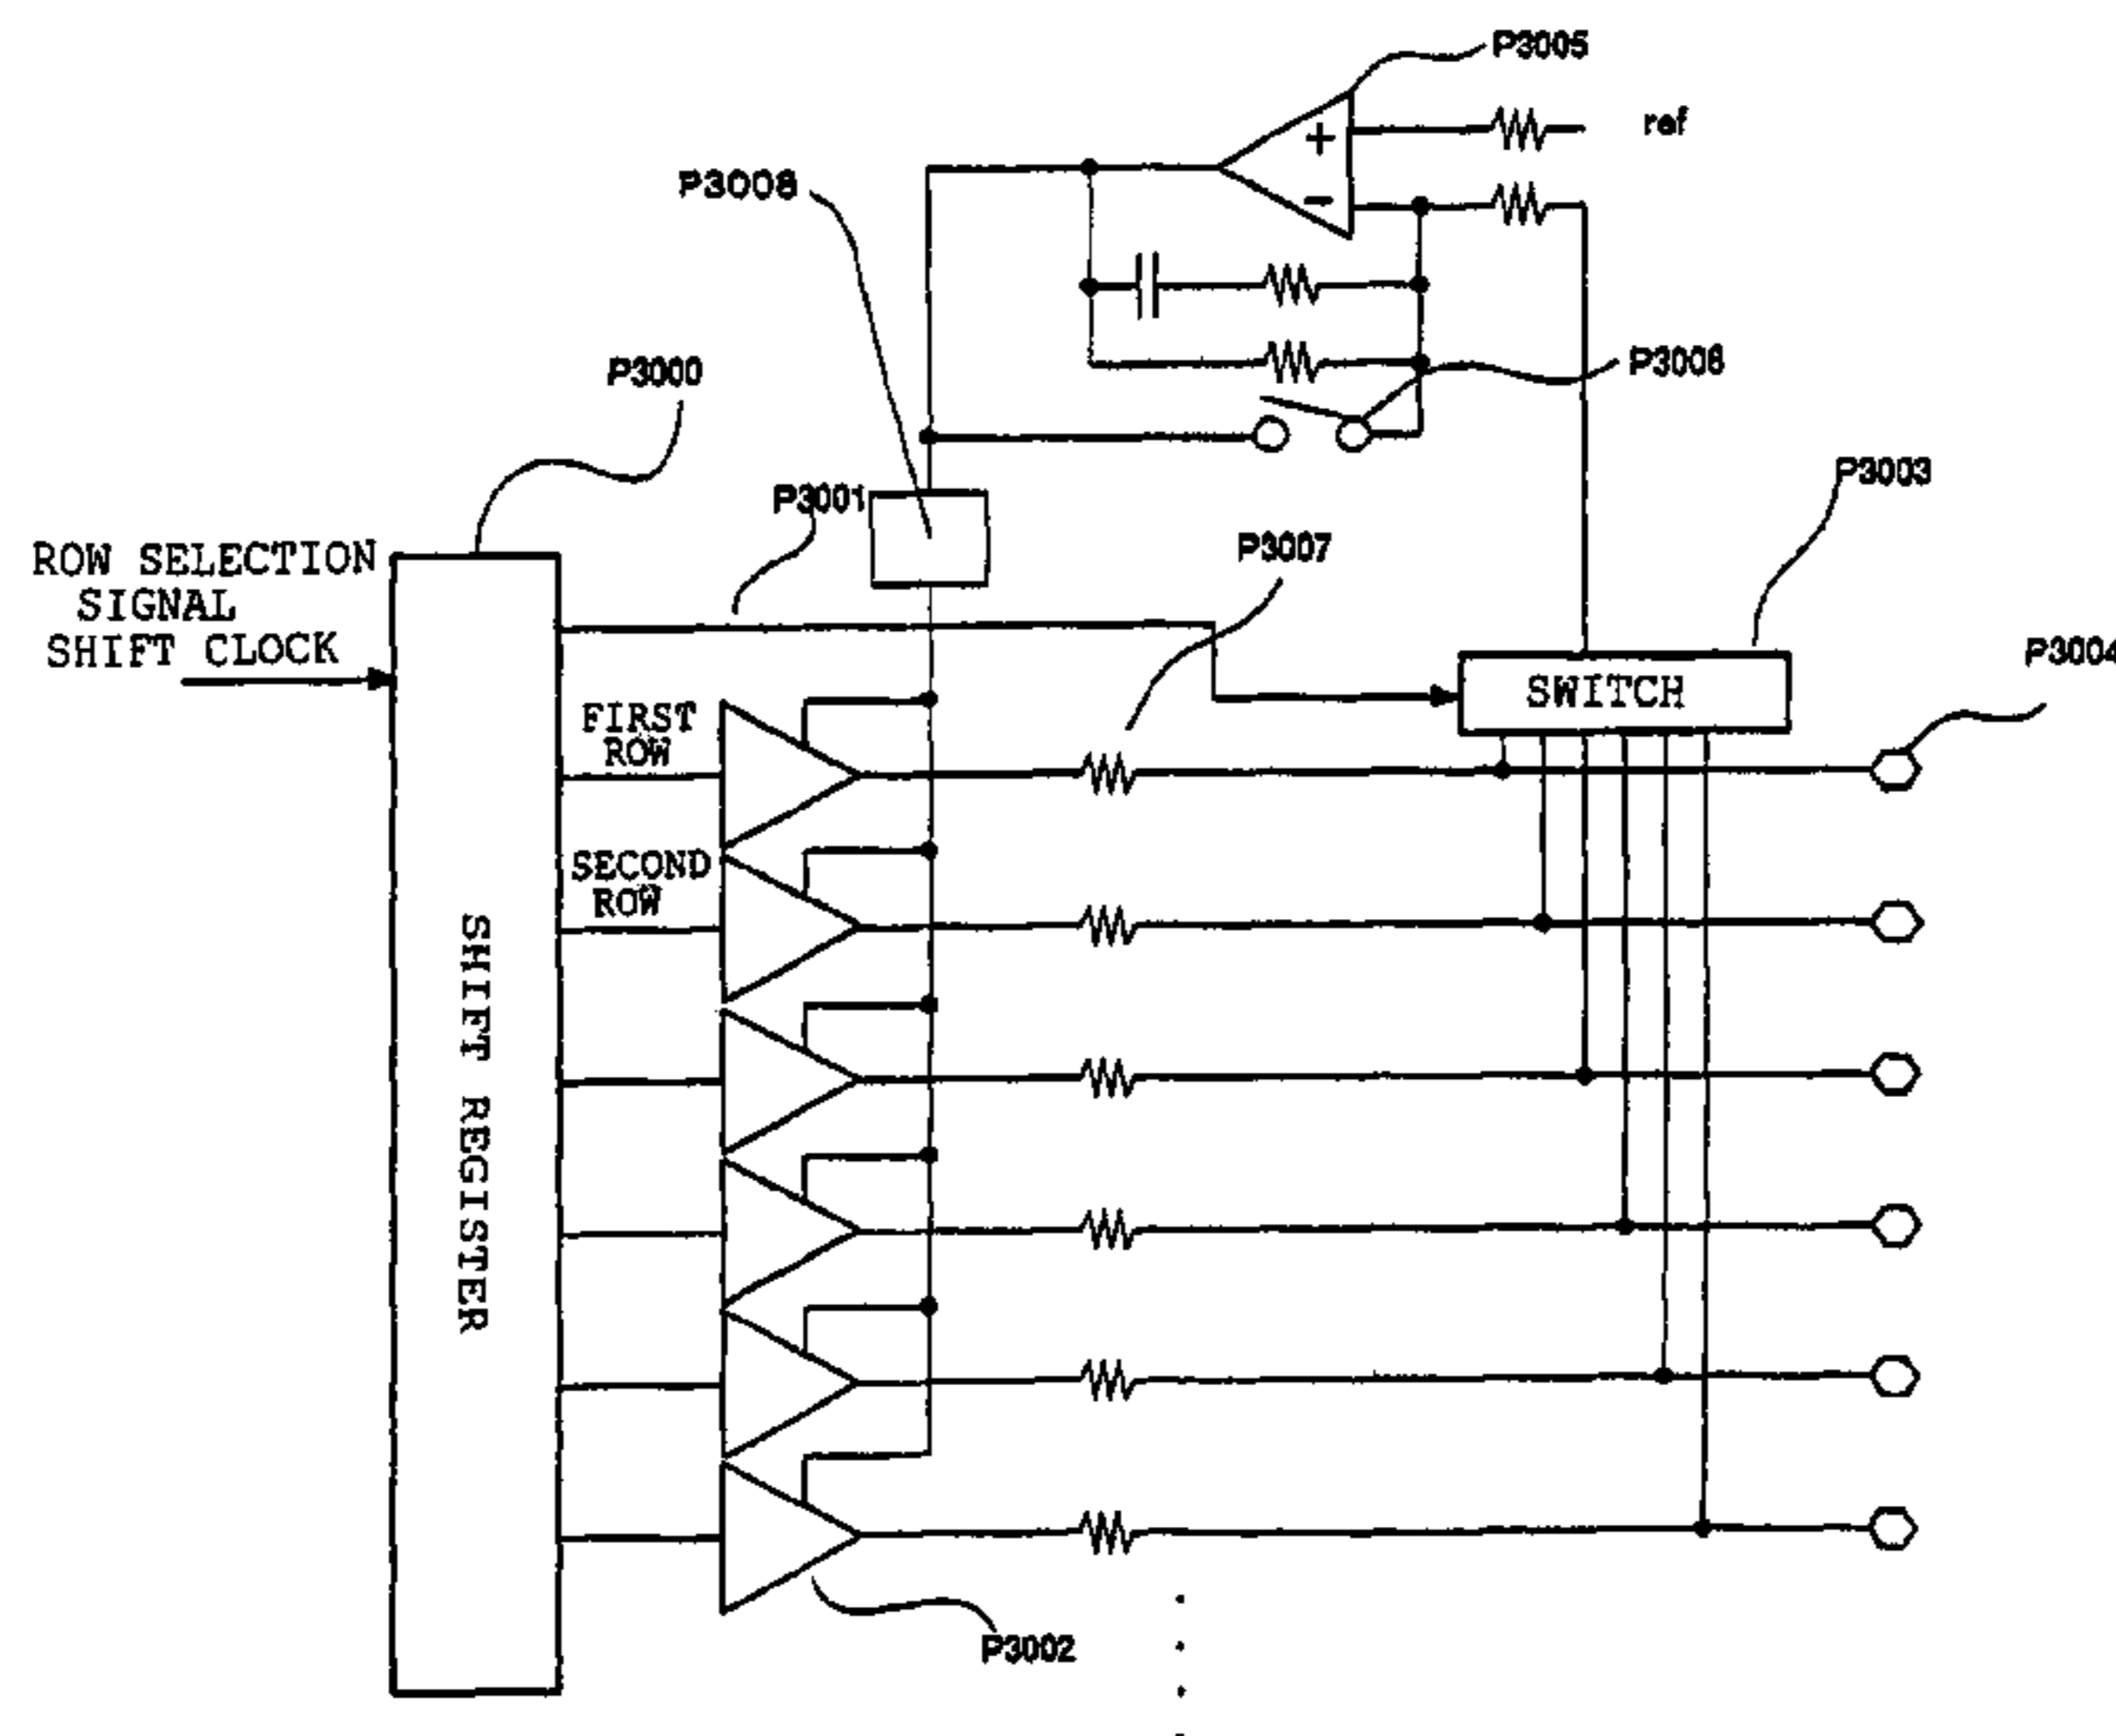 P3005
+
ref
P3008
−
P3000
P3006
P3003
P3001
P3007
ROW SELECTION
SIGNAL
SHIFT CLOCK
P3004
SWITCH
FIRST
ROW
SECOND
ROW
SHIFT REGISTER
P3002